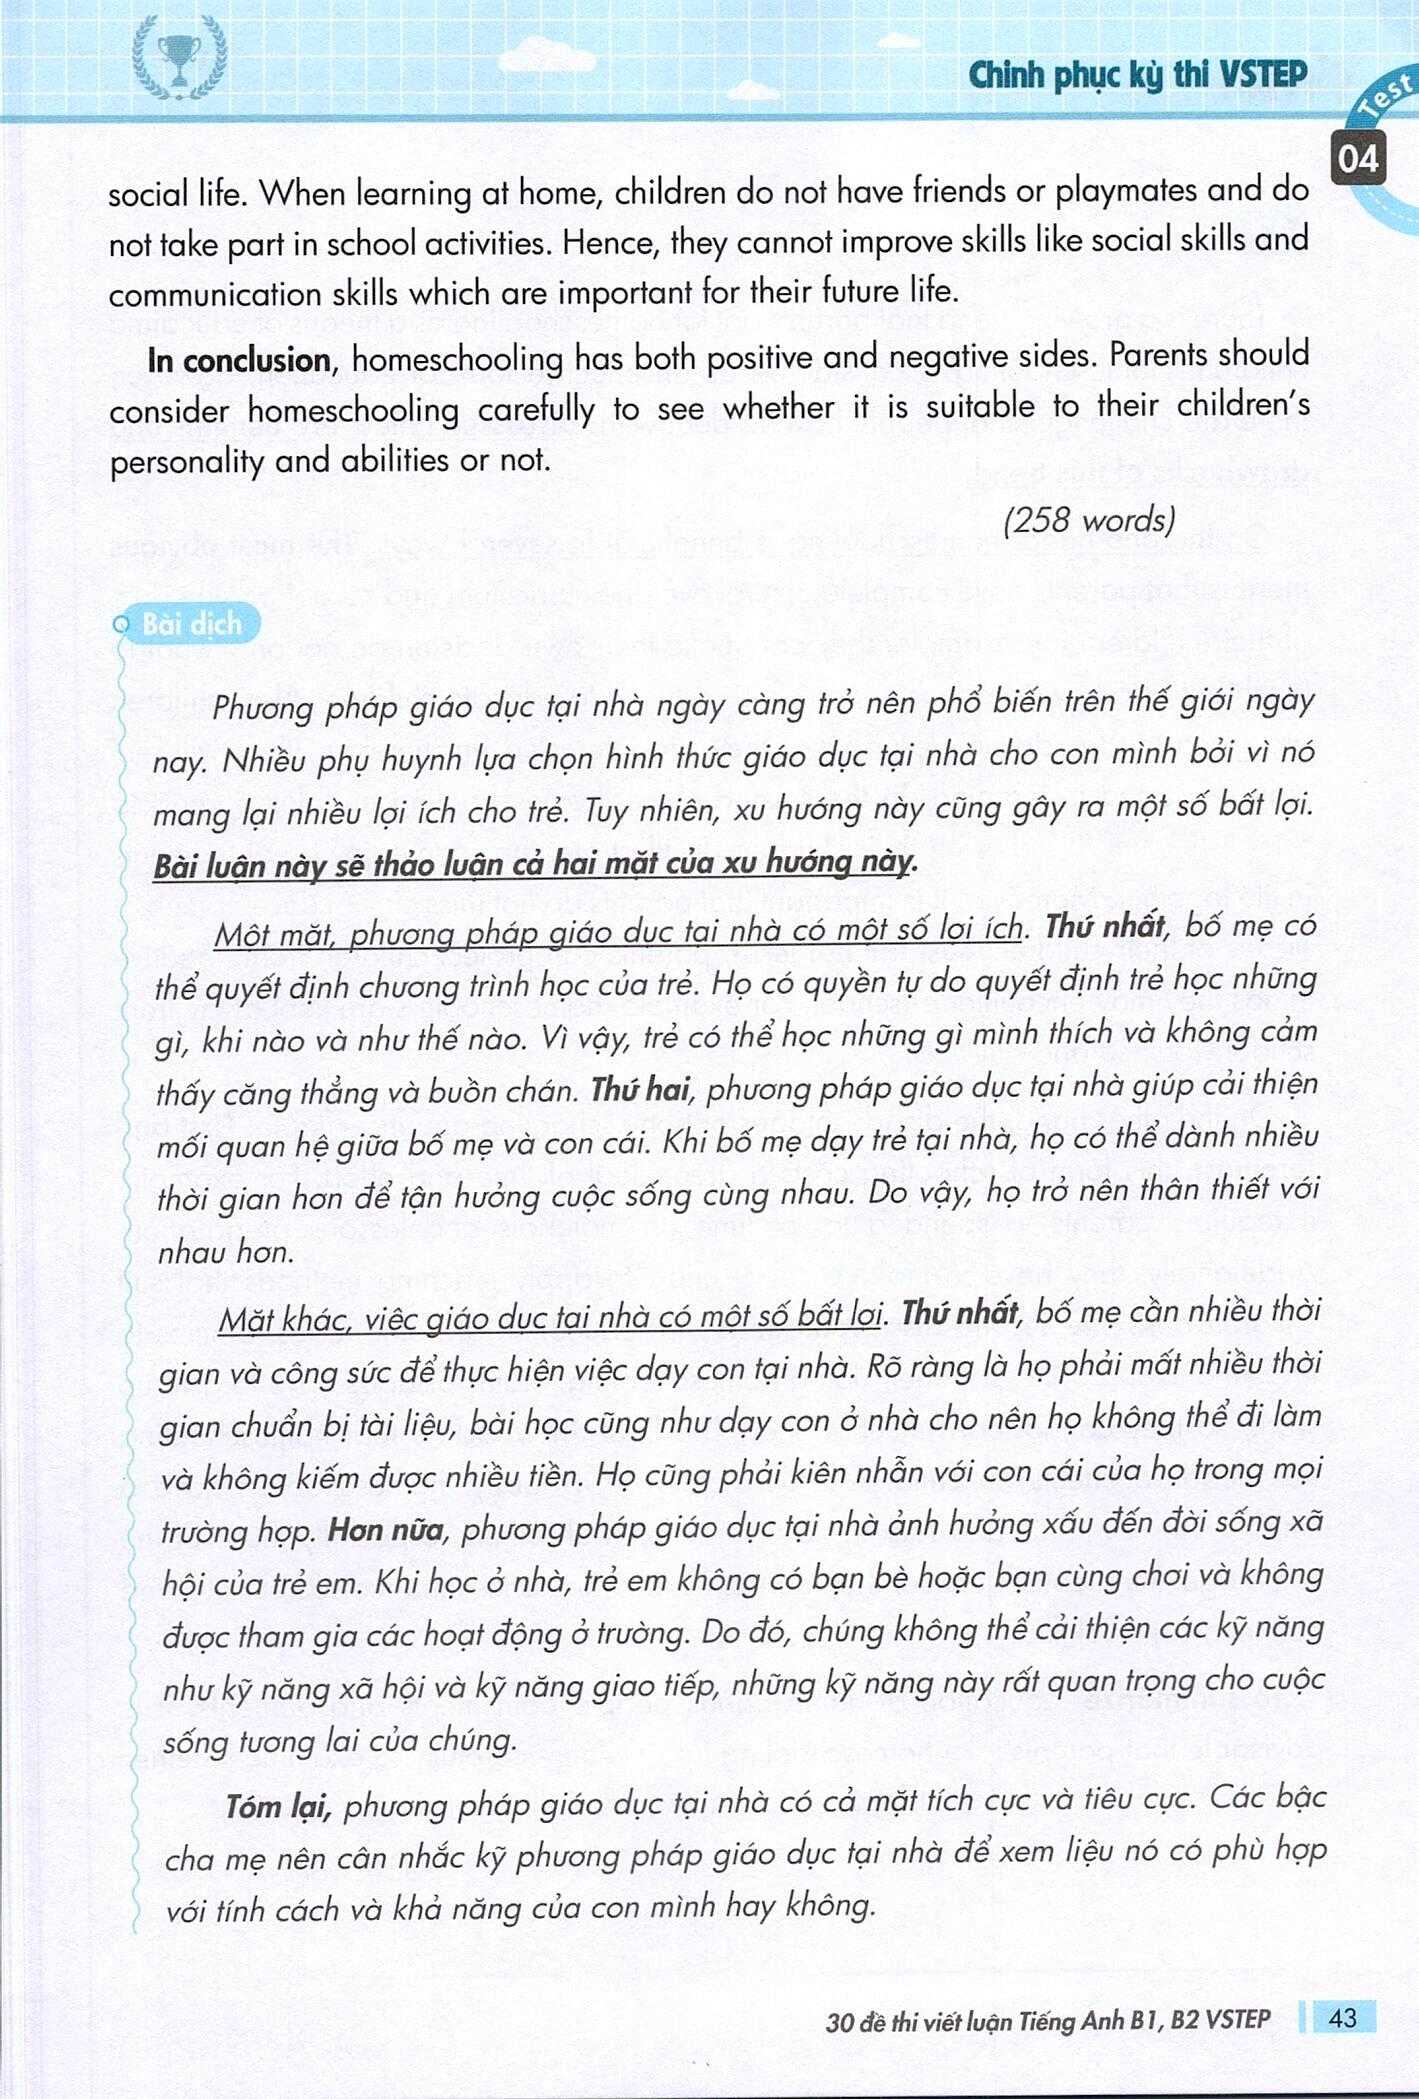 Chinh phục kỳ thi VSTEP
Test
04
social life. When learning at home, children do not have friends or playmates and do
not take part in school activities. Hence, they cannot improve skills like social skills and
communication skills which are important for their future life.
In conclusion, homeschooling has both positive and negative sides. Parents should
consider homeschooling carefully to see whether it is suitable to their children's
personality and abilities or not.
(258 words)
Bài dịch
Phương pháp giáo dục tại nhà ngày càng trở nên phổ biến trên thế giới ngày
nay. Nhiều phụ huynh lựa chọn hình thức giáo dục tại nhà cho con mình bởi vì nó
mang lại nhiều lợi ích cho trẻ. Tuy nhiên, xu hướng này cũng gây ra một số bất lợi.
Bài luận này sẽ thảo luận cả hai mặt của xu hướng này.
Một mặt, phương pháp giáo dục tại nhà có một số lợi ích. Thứ nhất, bố mẹ có
thể quyết định chương trình học của trẻ. Họ có quyền tự do quyết định trẻ học những
gì, khi nào và như thế nào. Vì vậy, trẻ có thể học những gì mình thích và không cảm
thấy căng thẳng và buồn chán. Thứ hai, phương pháp giáo dục tại nhà giúp cải thiện
mối quan hệ giữa bố mẹ và con cái. Khi bố mẹ dạy trẻ tại nhà, họ có thể dành nhiều
thời gian hơn để tận hưởng cuộc sống cùng nhau. Do vậy, họ trở nên thân thiết với
nhau hơn.
Mặt khác, việc giáo dục tại nhà có một số bất lợi. Thứ nhất, bố mẹ cần nhiều thời
gian và công sức để thực hiện việc dạy con tại nhà. Rõ ràng là họ phải mất nhiều thời
gian chuẩn bị tài liệu, bài học cũng như dạy con ở nhà cho nên họ không thể đi làm
và không kiếm được nhiều tiền. Họ cũng phải kiên nhẫn với con cái của họ trong mọi
trường hợp. Hơn nữa, phương pháp giáo dục tại nhà ảnh hưởng xấu đến đời sống xã
hội của trẻ em. Khi học ở nhà, trẻ em không có bạn bè hoặc bạn cùng chơi và không
được tham gia các hoạt động ở trường. Do đó, chúng không thể cải thiện các kỹ năng
như kỹ năng xã hội và kỹ năng giao tiếp, những kỹ năng này rất quan trọng cho cuộc
sống tương lai của chúng.
Tóm lại, phương pháp giáo dục tại nhà có cả mặt tích cực và tiêu cực. Các bậc
cha mẹ nên cân nhắc kỹ phương pháp giáo dục tại nhà để xem liệu nó có phù hợp
với tính cách và khả năng của con mình hay không.
30 đề thi viết luận Tiếng Anh B1, B2 VSTEP
43